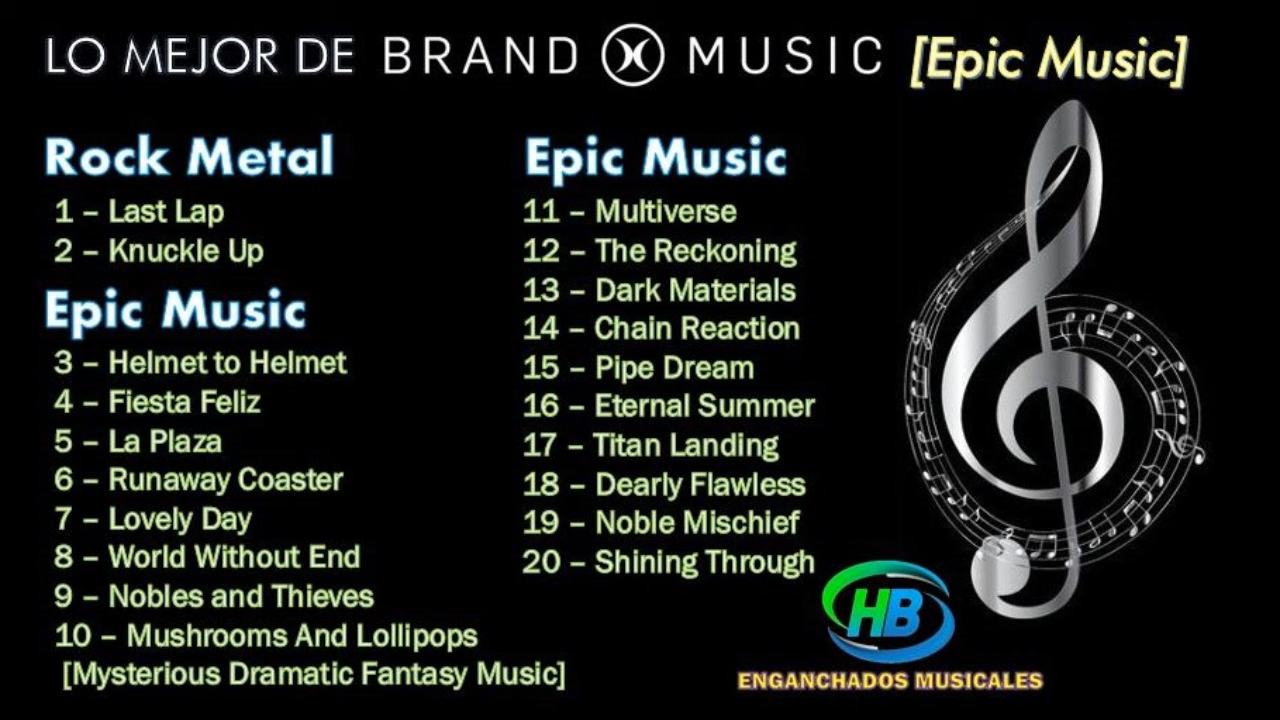 LO MEJOR DE BRAND MUSIC [Epic Music]
Rock Metal
1 – Last Lap
2 – Knuckle Up
Epic Music
3 – Helmet to Helmet
4 – Fiesta Feliz
5 – La Plaza
6 – Runaway Coaster
7 – Lovely Day
8 – World Without End
9 – Nobles and Thieves
10 – Mushrooms And Lollipops
[Mysterious Dramatic Fantasy Music]
Epic Music
11 – Multiverse
12 – The Reckoning
13 – Dark Materials
14 – Chain Reaction
15 – Pipe Dream
16 – Eternal Summer
17 – Titan Landing
18 – Dearly Flawless
19 – Noble Mischief
20 – Shining Through
HB
ENGANCHADOS MUSICALES